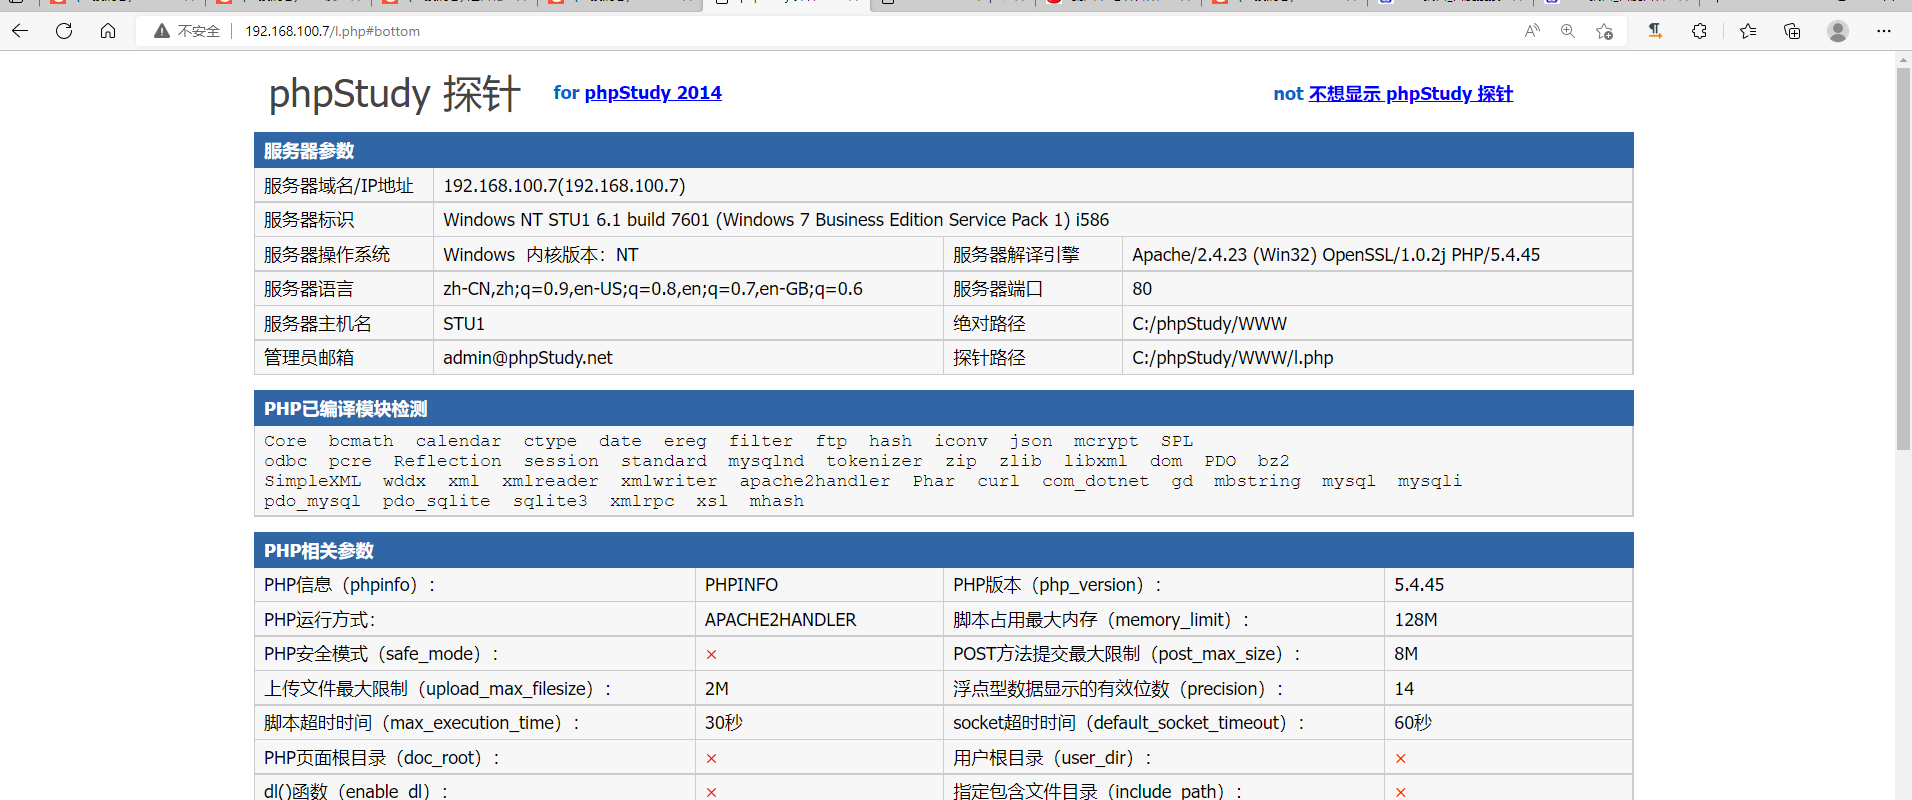 不安全 192.168.100.7/l.php#bottom
phpStudy 探针 for phpStudy 2014 not 不想显示 phpStudy 探针
服务器参数
服务器域名/IP地址 192.168.100.7(192.168.100.7)
服务器标识 Windows NT STU1 6.1 build 7601 (Windows 7 Business Edition Service Pack 1) i586
服务器操作系统 Windows 内核版本：NT 服务器解译引擎 Apache/2.4.23 (Win32) OpenSSL/1.0.2j PHP/5.4.45
服务器语言 zh-CN,zh;q=0.9,en-US;q=0.8,en;q=0.7,en-GB;q=0.6 服务器端口 80
服务器主机名 STU1 绝对路径 C:/phpStudy/WWW
管理员邮箱 admin@phpStudy.net 探针路径 C:/phpStudy/WWW/l.php
PHP已编译模块检测
Core bcmath calendar ctype date ereg filter ftp hash iconv json mcrypt SPL
odbc pcre Reflection session standard mysqlnd tokenizer zip zlib libxml dom PDO bz2
SimpleXML wddx xml xmlreader xmlwriter apache2handler Phar curl com_dotnet gd mbstring mysql mysqli
pdo_mysql pdo_sqlite sqlite3 xmlrpc xsl mhash
PHP相关参数
PHP信息（phpinfo）： PHPINFO PHP版本（php_version）： 5.4.45
PHP运行方式： APACHE2HANDLER 脚本占用最大内存（memory_limit）： 128M
PHP安全模式（safe_mode）： × POST方法提交最大限制（post_max_size）： 8M
上传文件最大限制（upload_max_filesize）： 2M 浮点型数据显示的有效位数（precision）： 14
脚本超时时间（max_execution_time）： 30秒 socket超时时间（default_socket_timeout）： 60秒
PHP页面根目录（doc_root）： × 用户根目录（user_dir）： ×
dl()函数（enable_dl）： × 指定包含文件目录（include_path）： ×